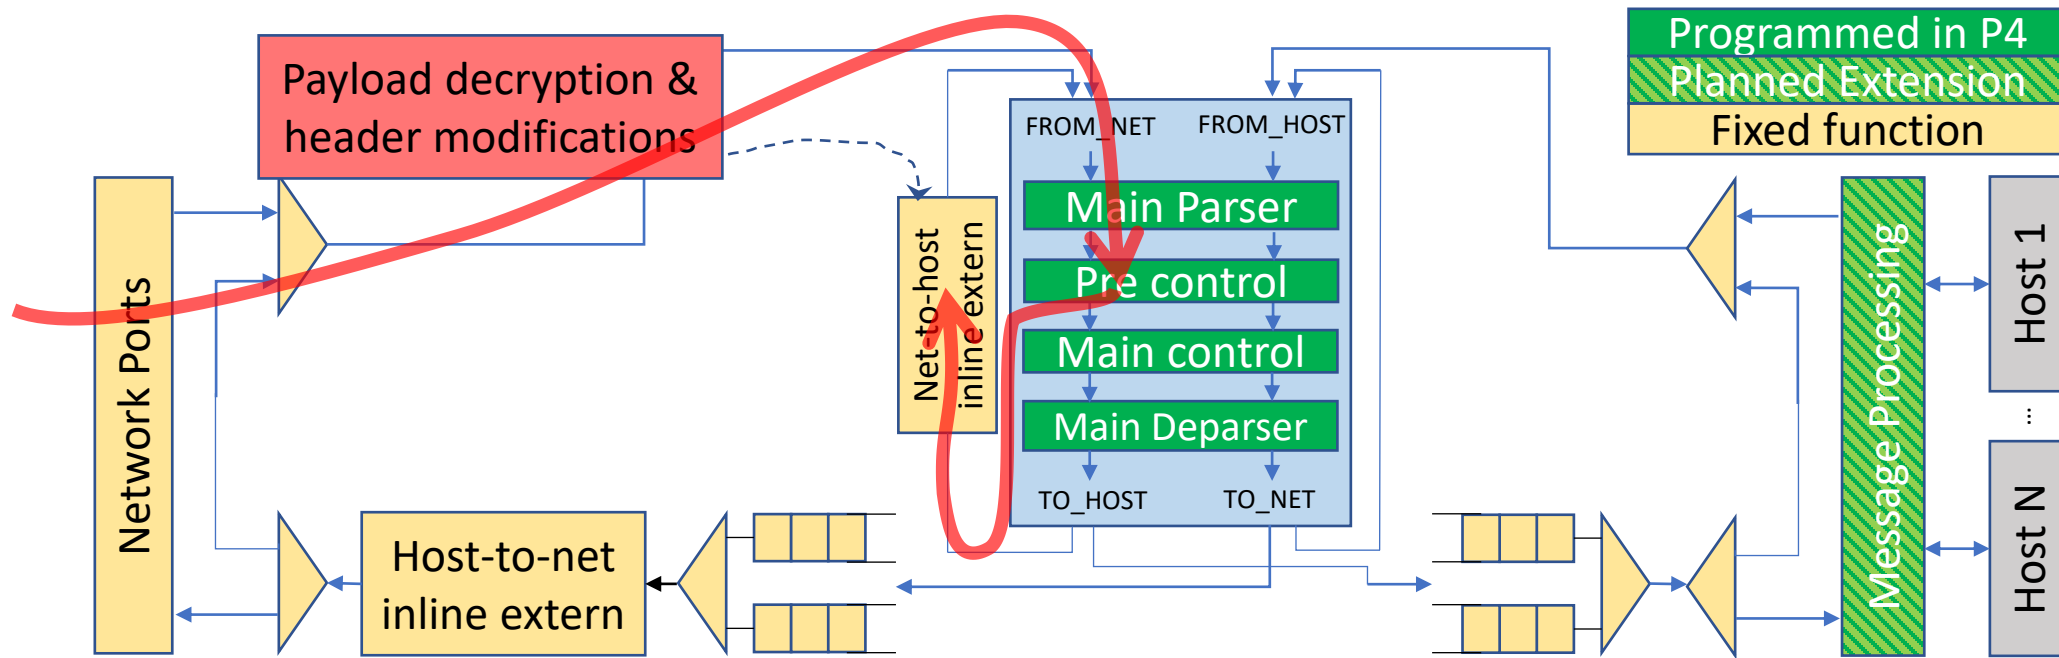 Payload decryption &
header modifications
Programmed in P4
Planned Extension
Fixed function
FROM_NET
FROM_HOST
Main Parser
Pre control
Main control
Main Deparser
TO_HOST
TO_NET
Network Ports
Net-to-host
inline extern
Host-to-net
inline extern
Message Processing
Host 1
...
Host N